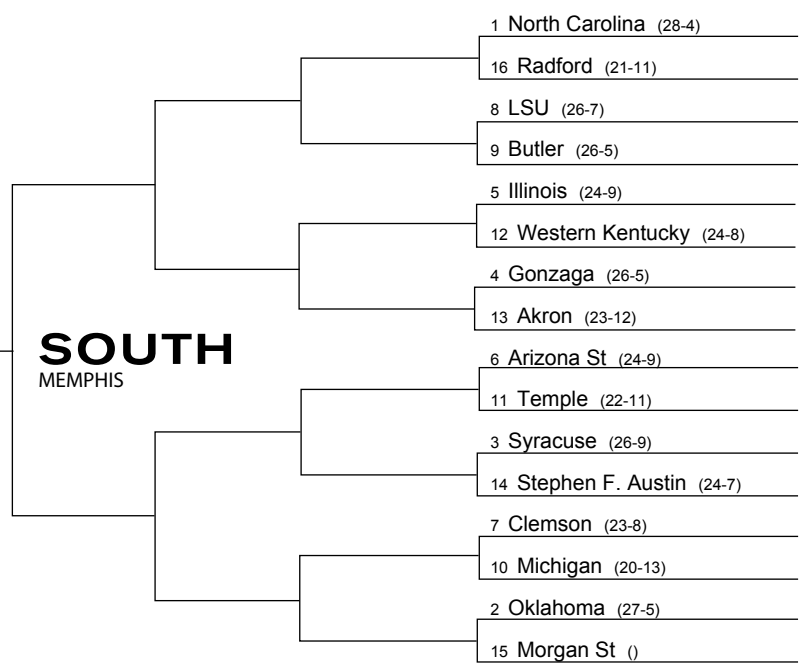 1 North Carolina (28-4)
16 Radford (21-11)
8 LSU (26-7)
9 Butler (26-5)
5 Illinois (24-9)
12 Western Kentucky (24-8)
4 Gonzaga (26-5)
13 Akron (23-12)
SOUTH
MEMPHIS
6 Arizona St (24-9)
11 Temple (22-11)
3 Syracuse (26-9)
14 Stephen F. Austin (24-7)
7 Clemson (23-8)
10 Michigan (20-13)
2 Oklahoma (27-5)
15 Morgan St ()